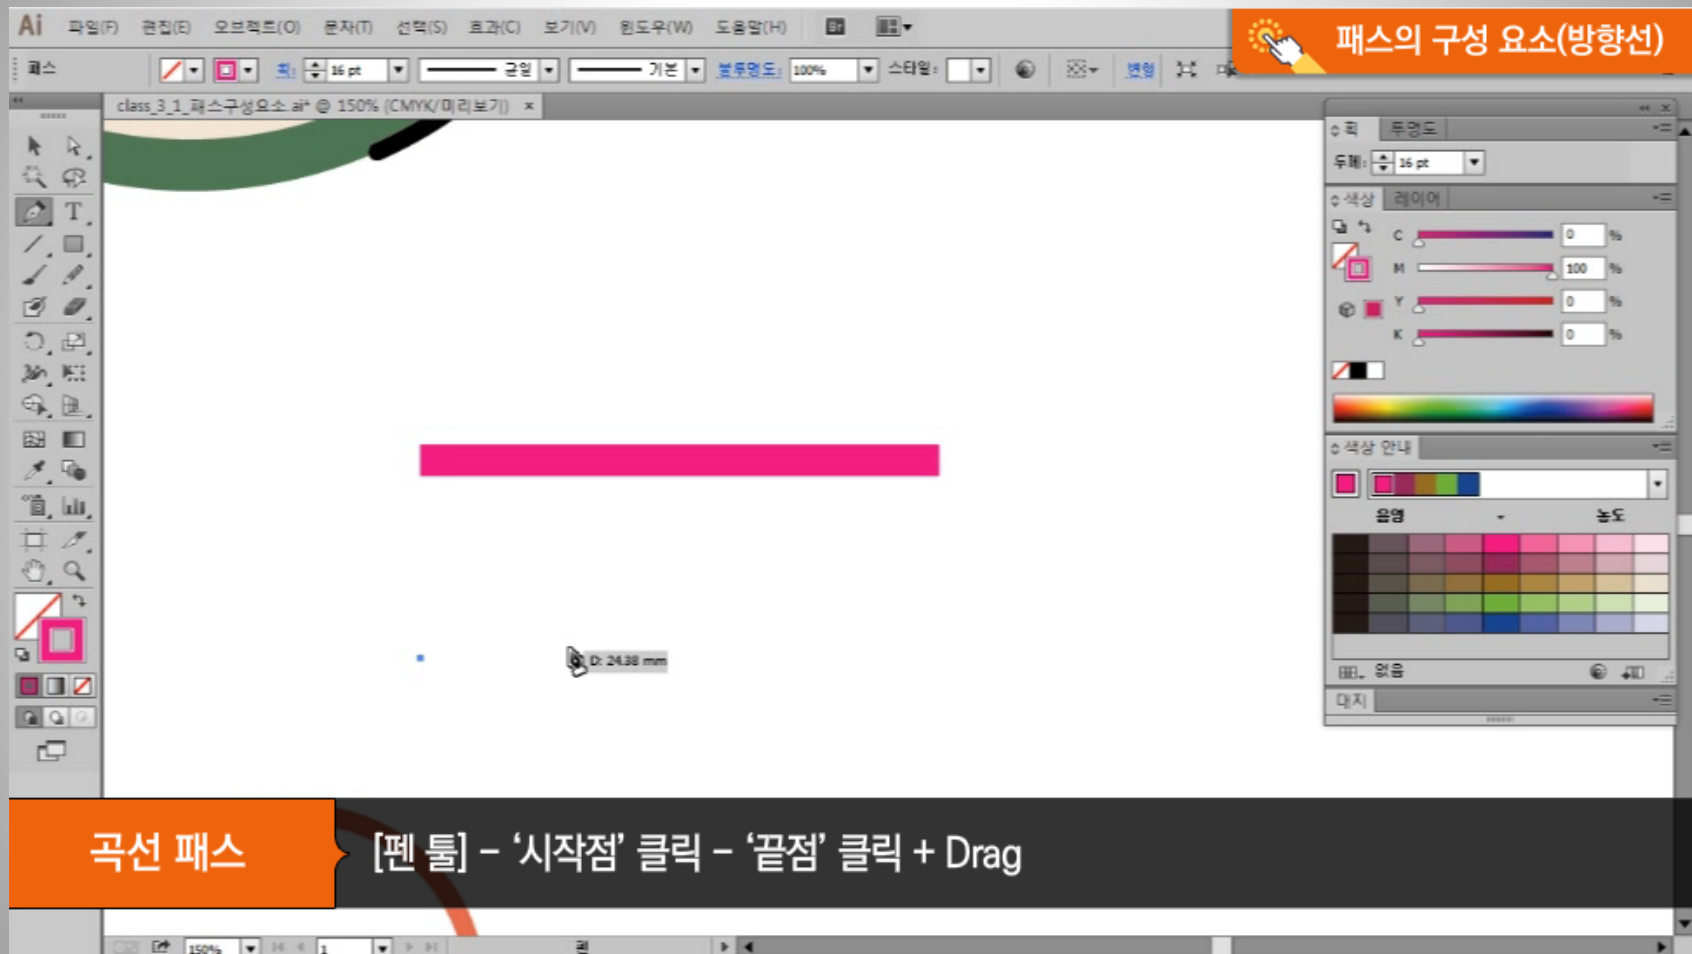 Ai 파일(F) 편집(E) 오브젝트(O) 문자(T) 선택(S) 효과(C) 보기(V) 윈도우(W) 도움말(H) Br
패스의 구성 요소(방향선)
패스 획: 16 pt 균일 기본 불투명도: 100% 스타일: 변형
class_3_1_패스구성요소.ai* @ 150% (CMYK/미리보기) ×
획 투명도
두께: 16 pt
색상 레이어
C 0 %
M 100 %
Y 0 %
K 0 %
색상 안내
음영 농도
없음
대지
T
D: 24.38 mm
곡선 패스
[펜 툴] – ‘시작점’ 클릭 – ‘끝점’ 클릭 + Drag
150% 1 펜